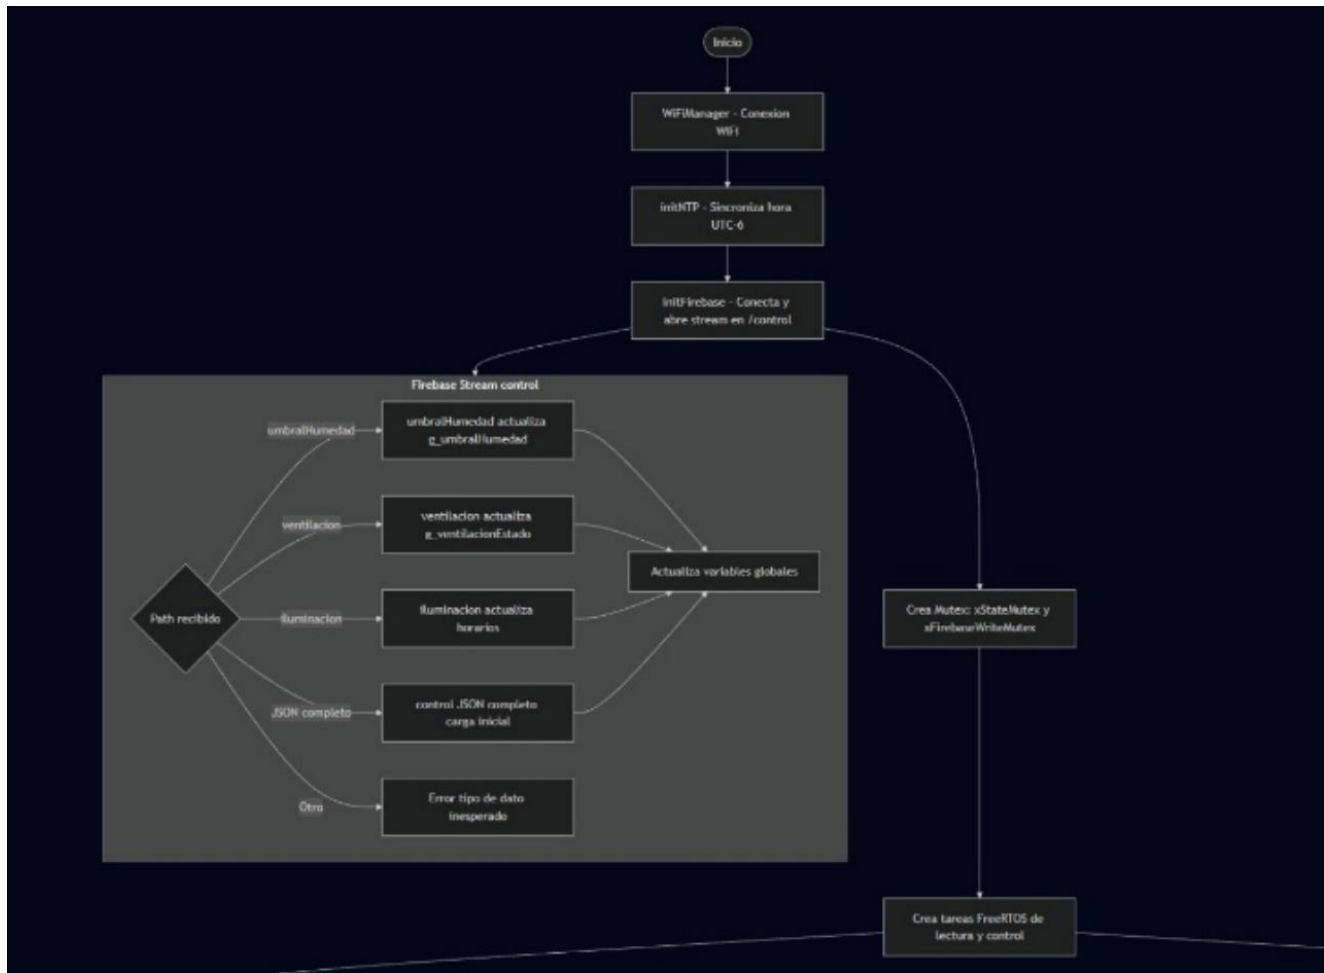 Inicio
WiFiManager - Conexion
WiFi
initNTP - Sincroniza hora
UTC-6
initFirebase - Conecta y
abre stream en /control
Firebase Stream control
umbralHumedad
umbralHumedad actualiza
g_umbralHumedad
ventilacion
ventilacion actualiza
g_ventilacionEstado
Actualiza variables globales
Path recibido
iluminacion
iluminacion actualiza
horarios
Crea Mutex: xStateMutex y
xFirebaseWriteMutex
JSON completo
control JSON completo
carga inicial
Otro
Error tipo de dato
inesperado
Crea tareas FreeRTOS de
lectura y control